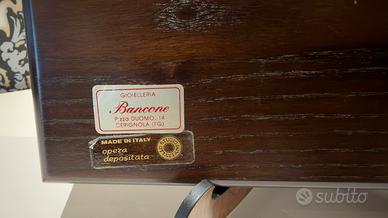 GIOIELLERIA
Bancone
P.zza DUOMO, 14
CERIGNOLA (FG)
MADE IN ITALY
opera
depositata
subito